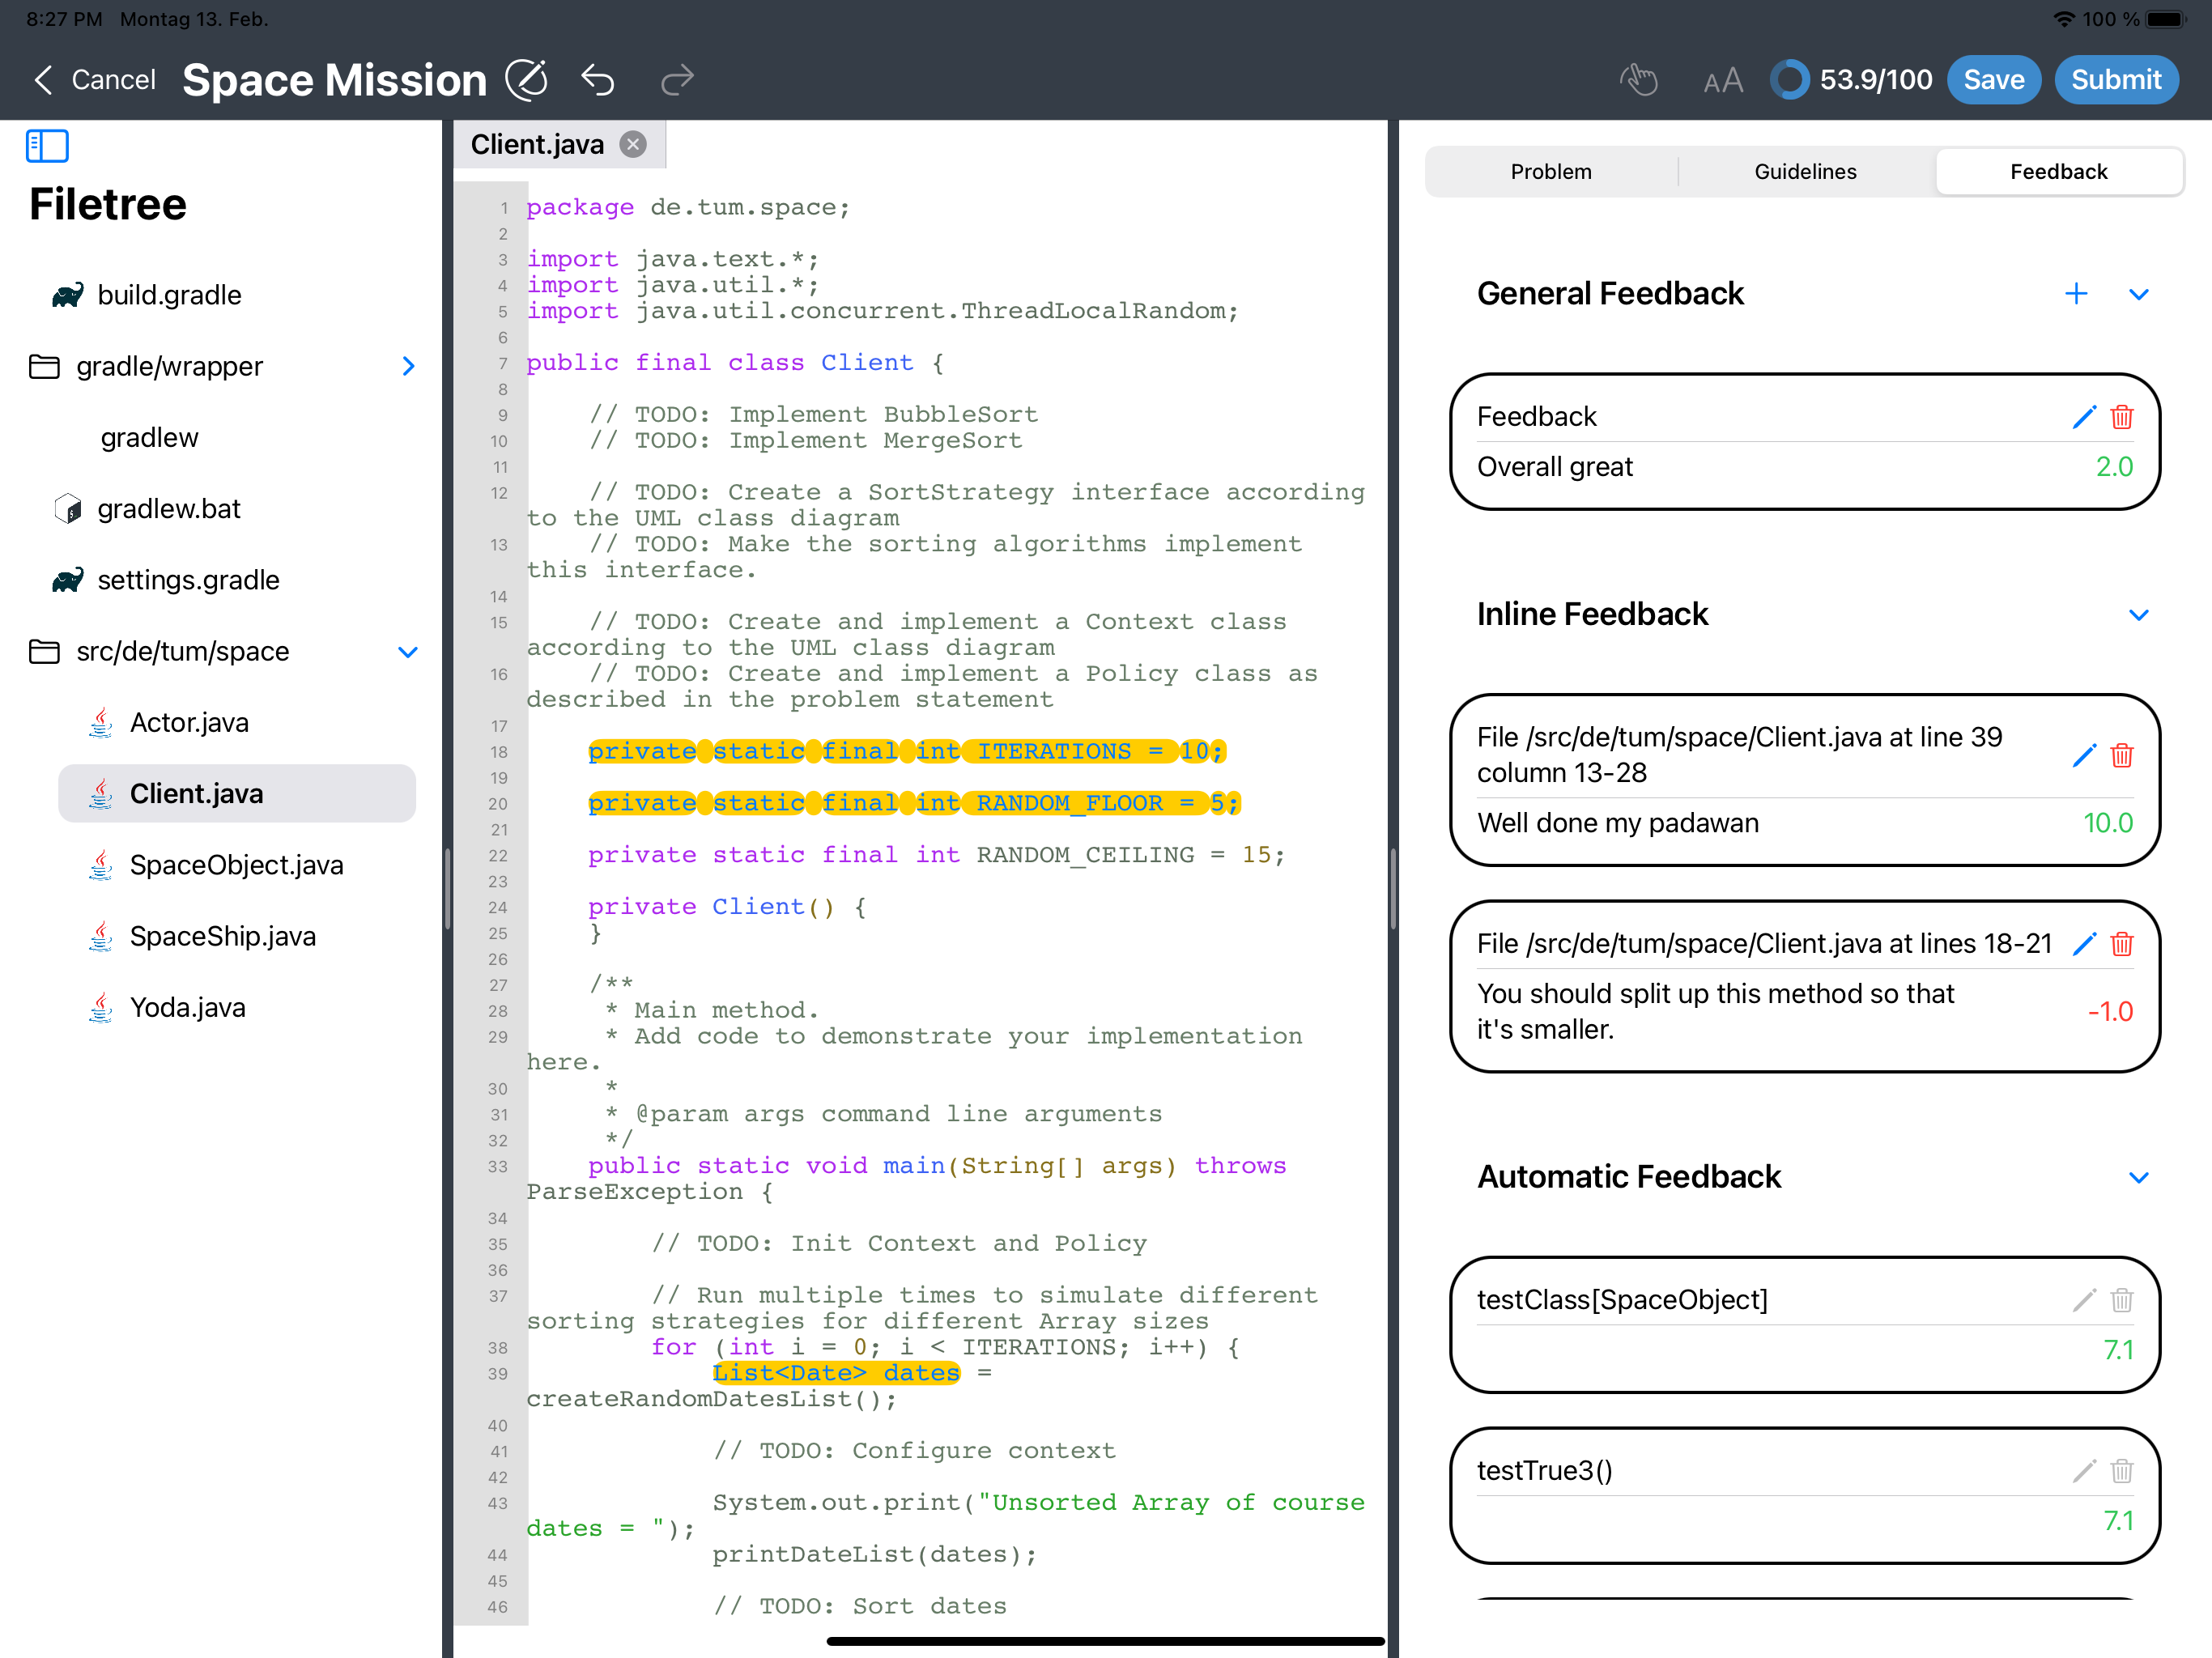 8:27 PM Montag 13. Feb.
100 %
Cancel
Space Mission
AA
53.9/100
Save
Submit
Filetree
build.gradle
gradle/wrapper
gradlew
gradlew.bat
settings.gradle
src/de/tum/space
Actor.java
Client.java
SpaceObject.java
SpaceShip.java
Yoda.java
Client.java
1 package de.tum.space;
2
3 import java.text.*;
4 import java.util.*;
5 import java.util.concurrent.ThreadLocalRandom;
6
7 public final class Client {
8
9 // TODO: Implement BubbleSort
10 // TODO: Implement MergeSort
11
12 // TODO: Create a SortStrategy interface according
to the UML class diagram
13 // TODO: Make the sorting algorithms implement
this interface.
14
15 // TODO: Create and implement a Context class
according to the UML class diagram
16 // TODO: Create and implement a Policy class as
described in the problem statement
17
18 private static final int ITERATIONS = 10;
19
20 private static final int RANDOM_FLOOR = 5;
21
22 private static final int RANDOM_CEILING = 15;
23
24 private Client() {
25 }
26
27 /**
28 * Main method.
29 * Add code to demonstrate your implementation
here.
30 *
31 * @param args command line arguments
32 */
33 public static void main(String[] args) throws
ParseException {
34
35 // TODO: Init Context and Policy
36
37 // Run multiple times to simulate different
sorting strategies for different Array sizes
38 for (int i = 0; i < ITERATIONS; i++) {
39 List<Date> dates =
createRandomDatesList();
40
41 // TODO: Configure context
42
43 System.out.print("Unsorted Array of course
dates = ");
44 printDateList(dates);
45
46 // TODO: Sort dates
Problem
Guidelines
Feedback
General Feedback
Feedback
Overall great 2.0
Inline Feedback
File /src/de/tum/space/Client.java at line 39
column 13-28
Well done my padawan 10.0
File /src/de/tum/space/Client.java at lines 18-21
You should split up this method so that
it's smaller.
-1.0
Automatic Feedback
testClass[SpaceObject]
7.1
testTrue3()
7.1